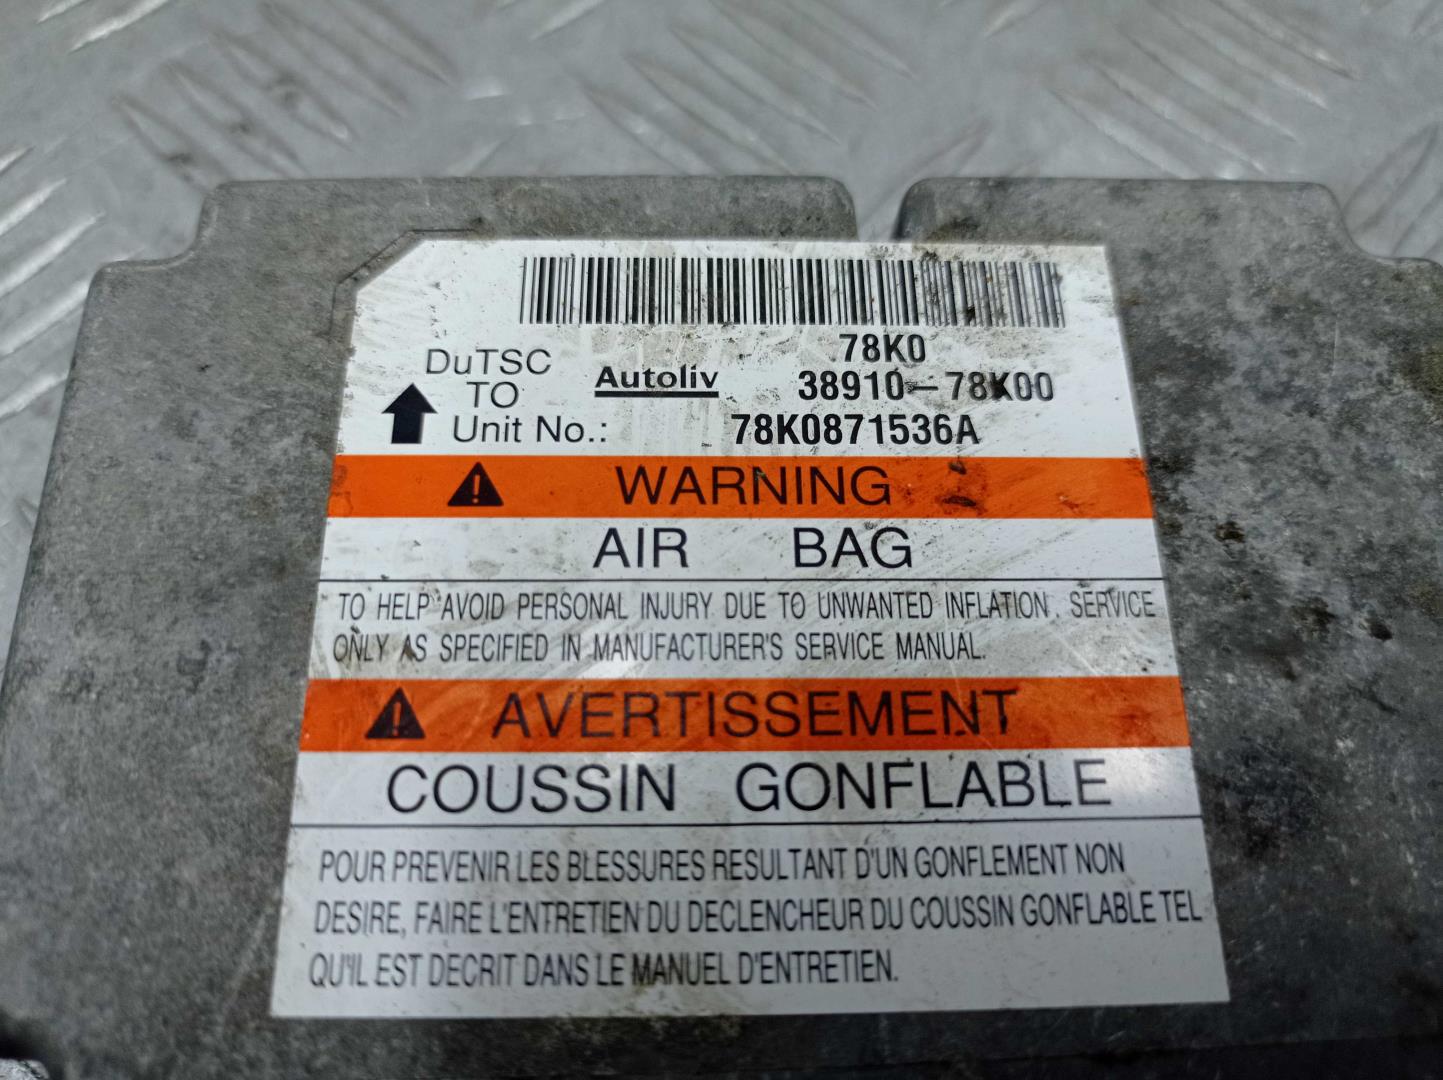 78K0
DuTSC Autoliv 38910-78K00
TO
Unit No.: 78K0871536A
WARNING
AIR BAG
TO HELP AVOID PERSONAL INJURY DUE TO UNWANTED INFLATION, SERVICE
ONLY AS SPECIFIED IN MANUFACTURER'S SERVICE MANUAL.
AVERTISSEMENT
COUSSIN GONFLABLE
POUR PREVENIR LES BLESSURES RESULTANT D'UN GONFLEMENT NON
DESIRE, FAIRE L'ENTRETIEN DU DECLENCHEUR DU COUSSIN GONFLABLE TEL
QU'IL EST DECRIT DANS LE MANUEL D'ENTRETIEN.